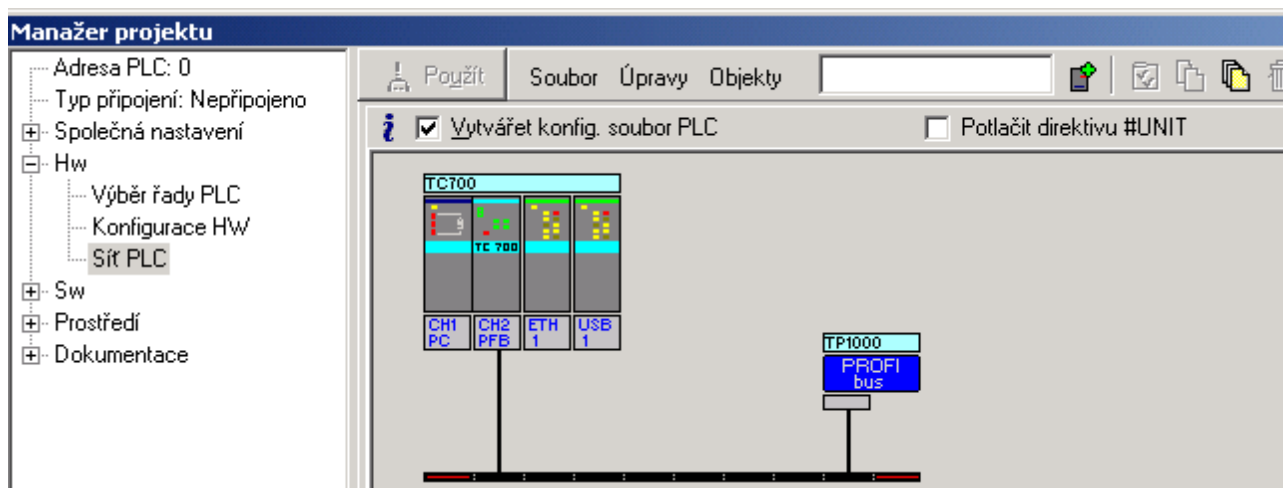 Manažer projektu
Adresa PLC: 0
Typ připojení: Nepřipojeno
Společná nastavení
Hw
Výběr řady PLC
Konfigurace HW
Síť PLC
Sw
Prostředí
Dokumentace
Použít Soubor Úpravy Objekty
Vytvářet konfig. soubor PLC Potlačit direktivu #UNIT
TC700
TC 700
CH1 CH2 ETH USB
PC PFB 1 1
TP1000
PROFI
bus